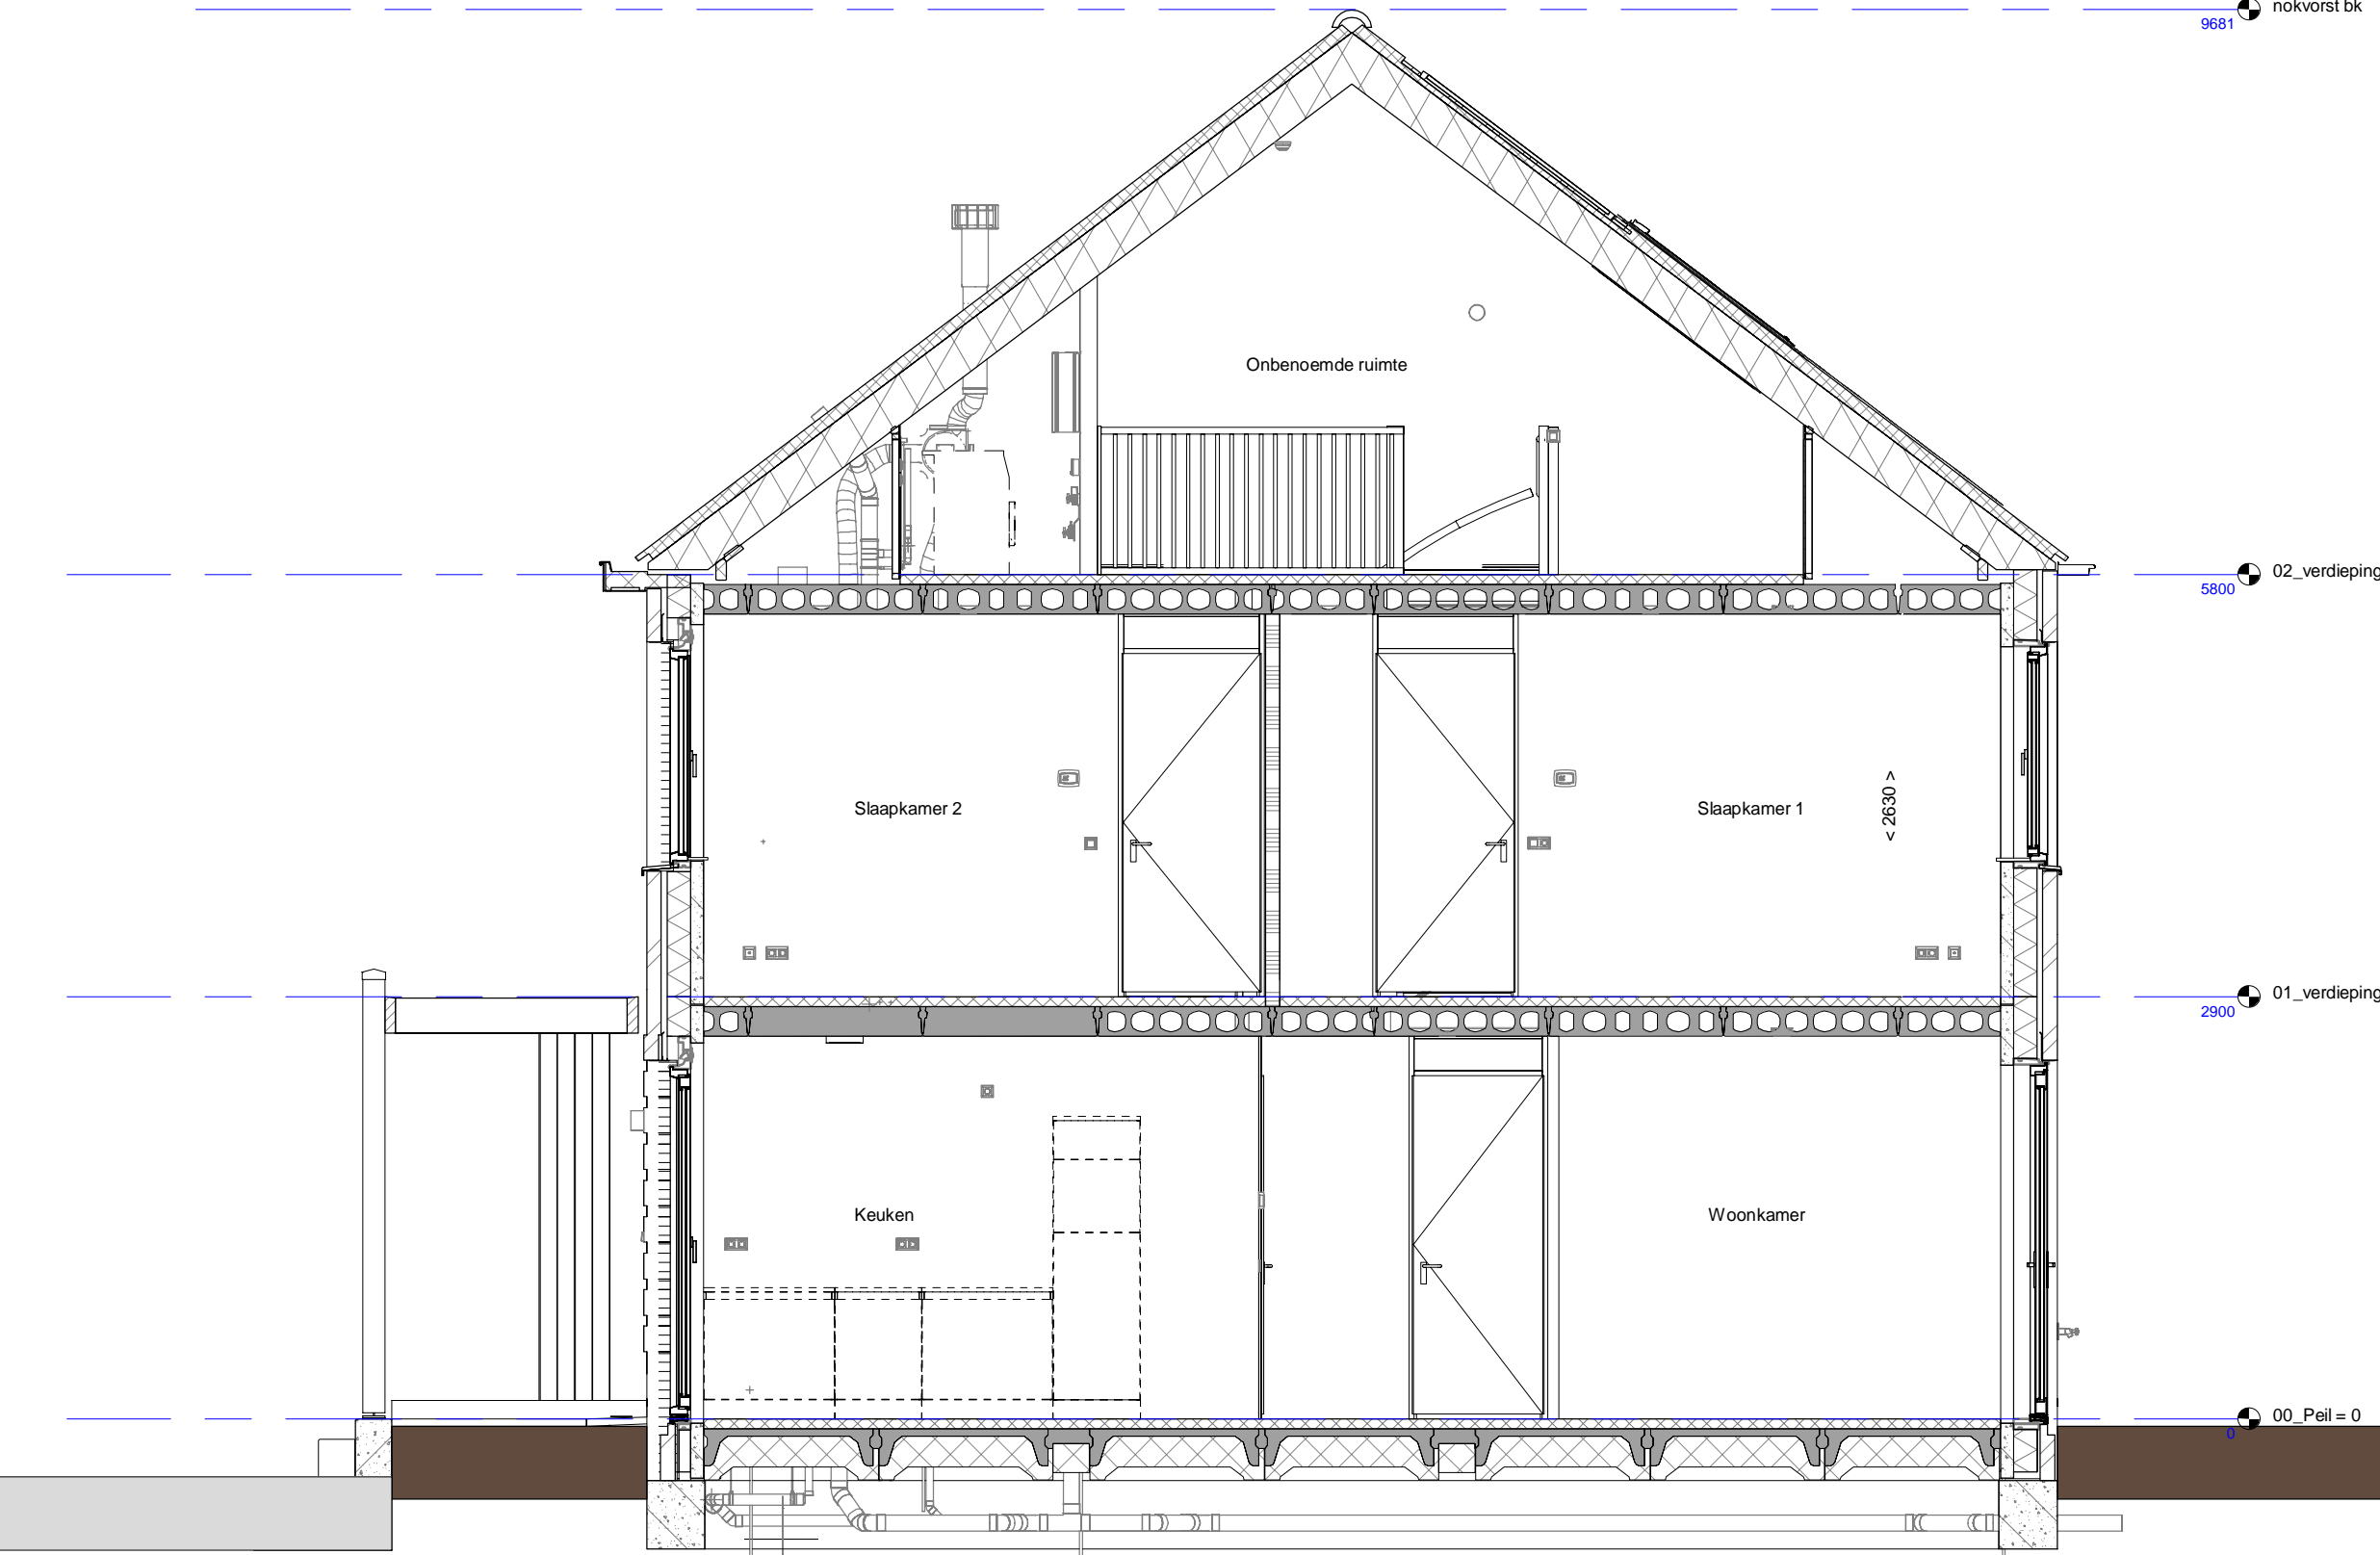 nokvorst bk
9681
Onbenoemde ruimte
02_verdieping
5800
Slaapkamer 2
Slaapkamer 1
< 2630 >
01_verdieping
2900
Keuken
Woonkamer
00_Peil = 0
0